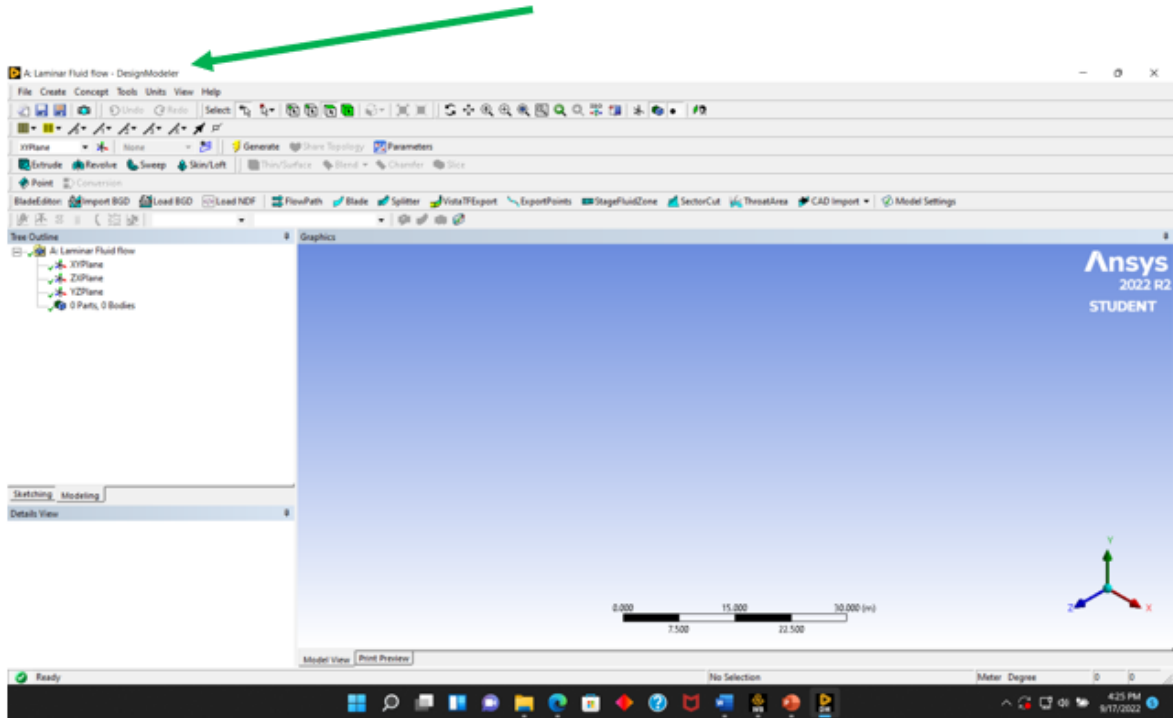 A: Laminar Fluid flow - DesignModeler
File Create Concept Tools Units View Help
Undo Redo Select:
XYPlane None Generate Share Topology Parameters
Extrude Revolve Sweep Skin/Loft Thin/Surface Blend Chamfer Slice
Point Conversion
BladeEditor: Import BGD Load BGD Load NDF FlowPath Blade Splitter VistaTFExport ExportPoints StageFluidZone SectorCut ThroatArea CAD Import Model Settings
Tree Outline
A: Laminar Fluid flow
XYPlane
ZXPlane
YZPlane
0 Parts, 0 Bodies
Sketching Modeling
Details View
Graphics
Ansys
2022 R2
STUDENT
Y
Z X
0.000 15.000 30.000 (m)
7.500 22.500
Model View Print Preview
Ready No Selection Meter Degree 0 0
4:25 PM
9/17/2022